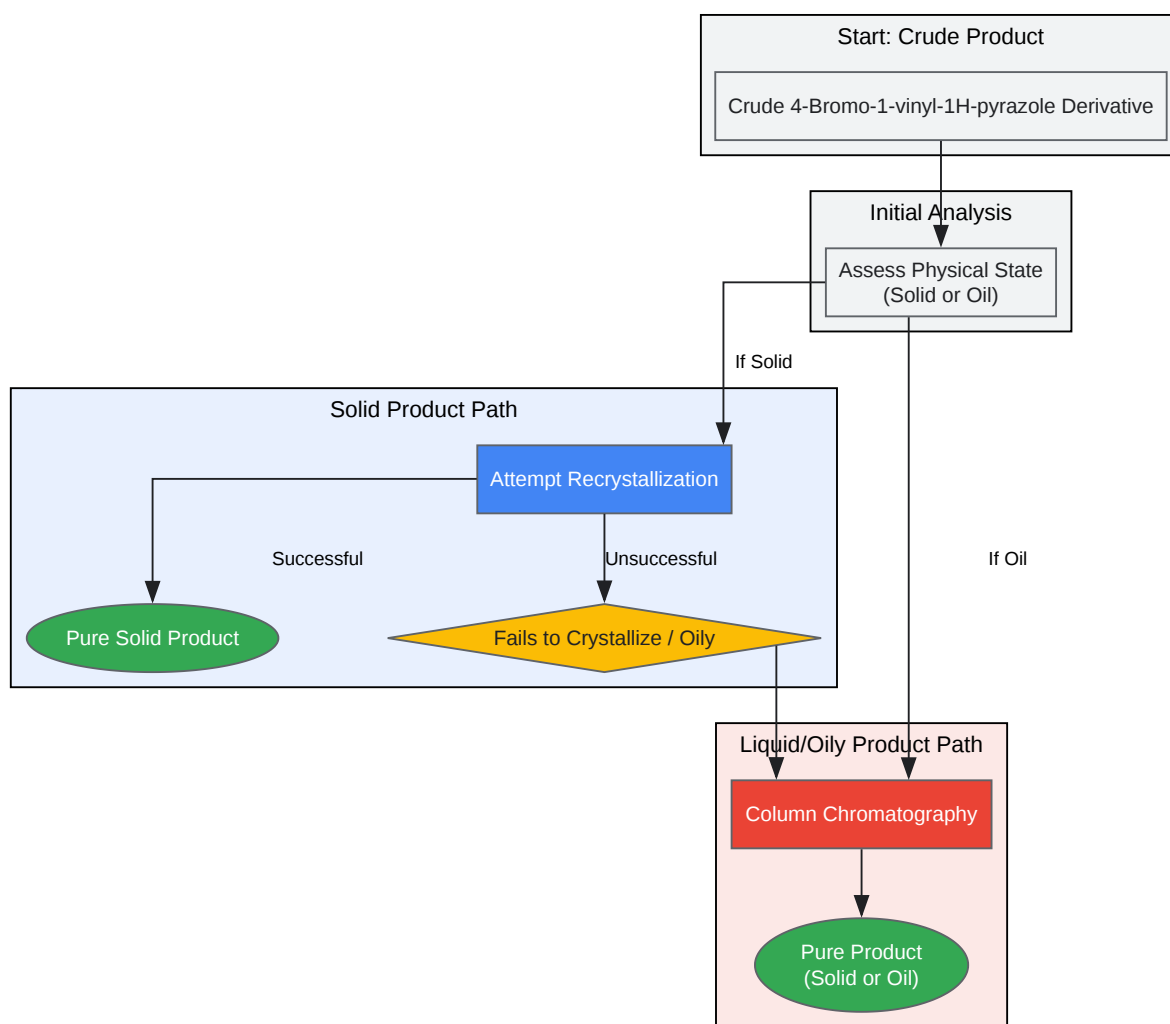 Start: Crude Product
Crude 4-Bromo-1-vinyl-1H-pyrazole Derivative
Initial Analysis
Assess Physical State
(Solid or Oil)
If Solid
Solid Product Path
Attempt Recrystallization
Successful
Unsuccessful
If Oil
Pure Solid Product
Fails to Crystallize / Oily
Liquid/Oily Product Path
Column Chromatography
Pure Product
(Solid or Oil)